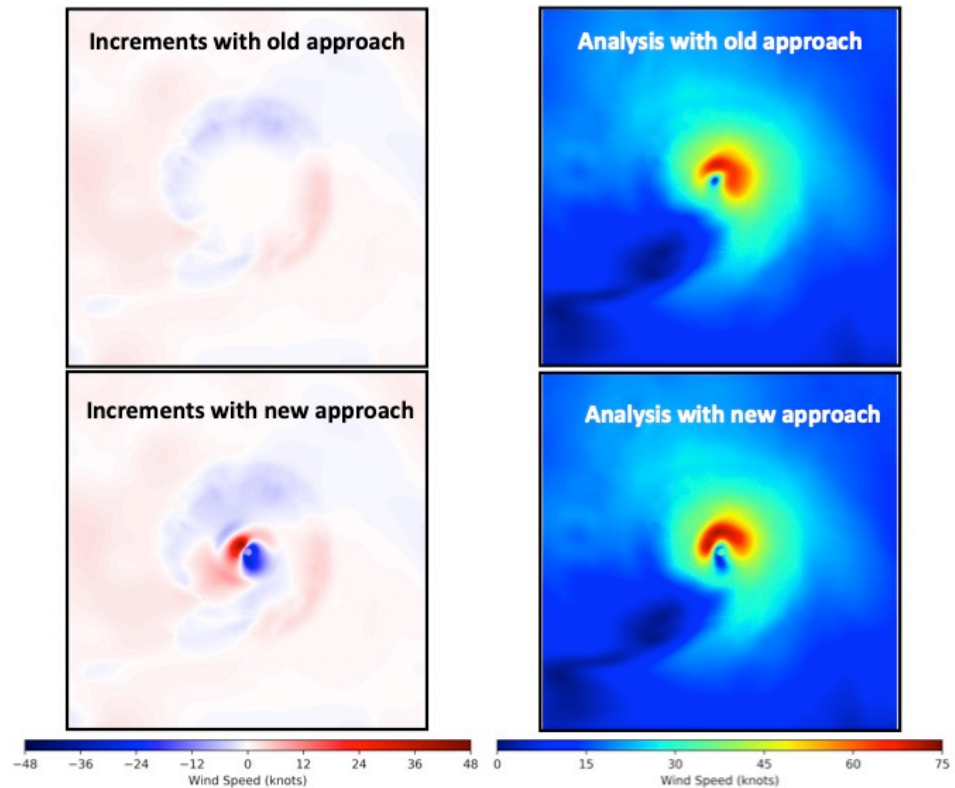 Increments with old approach
Analysis with old approach
Increments with new approach
Analysis with new approach
−48 −36 −24 −12 0 12 24 36 48
Wind Speed (knots)
0 15 30 45 60 75
Wind Speed (knots)